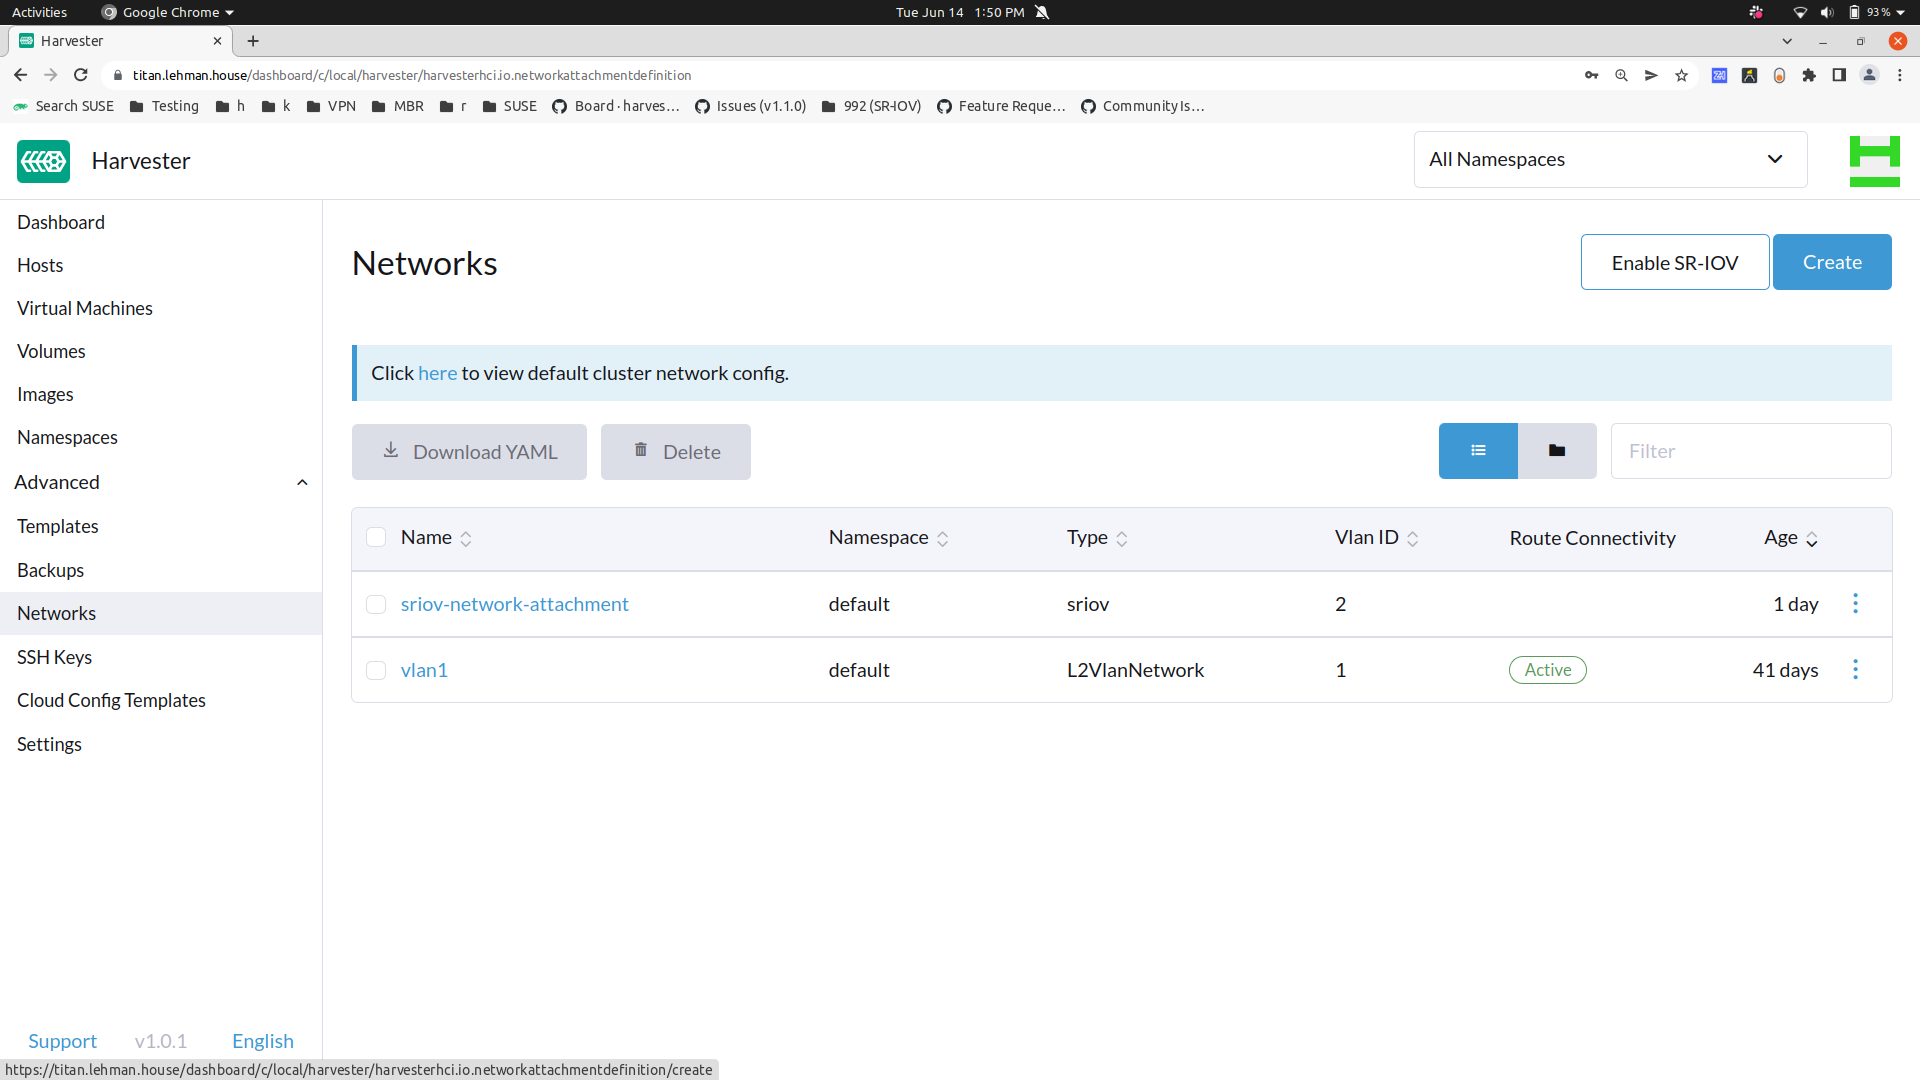 Activities Google Chrome Tue Jun 14 1:50 PM 93%
Harvester
titan.lehman.house/dashboard/c/local/harvester/harvesterhci.io.networkattachmentdefinition
Search SUSE Testing h k VPN MBR r SUSE Board · harves… Issues (v1.1.0) 992 (SR-IOV) Feature Reque… Community Is…
Harvester All Namespaces
Dashboard
Hosts
Virtual Machines
Volumes
Images
Namespaces
Advanced
Templates
Backups
Networks
SSH Keys
Cloud Config Templates
Settings
Support v1.0.1 English
Networks Enable SR-IOV Create
Click here to view default cluster network config.
Download YAML Delete Filter
Name Namespace Type Vlan ID Route Connectivity Age
sriov-network-attachment default sriov 2 1 day
vlan1 default L2VlanNetwork 1 Active 41 days
https://titan.lehman.house/dashboard/c/local/harvester/harvesterhci.io.networkattachmentdefinition/create